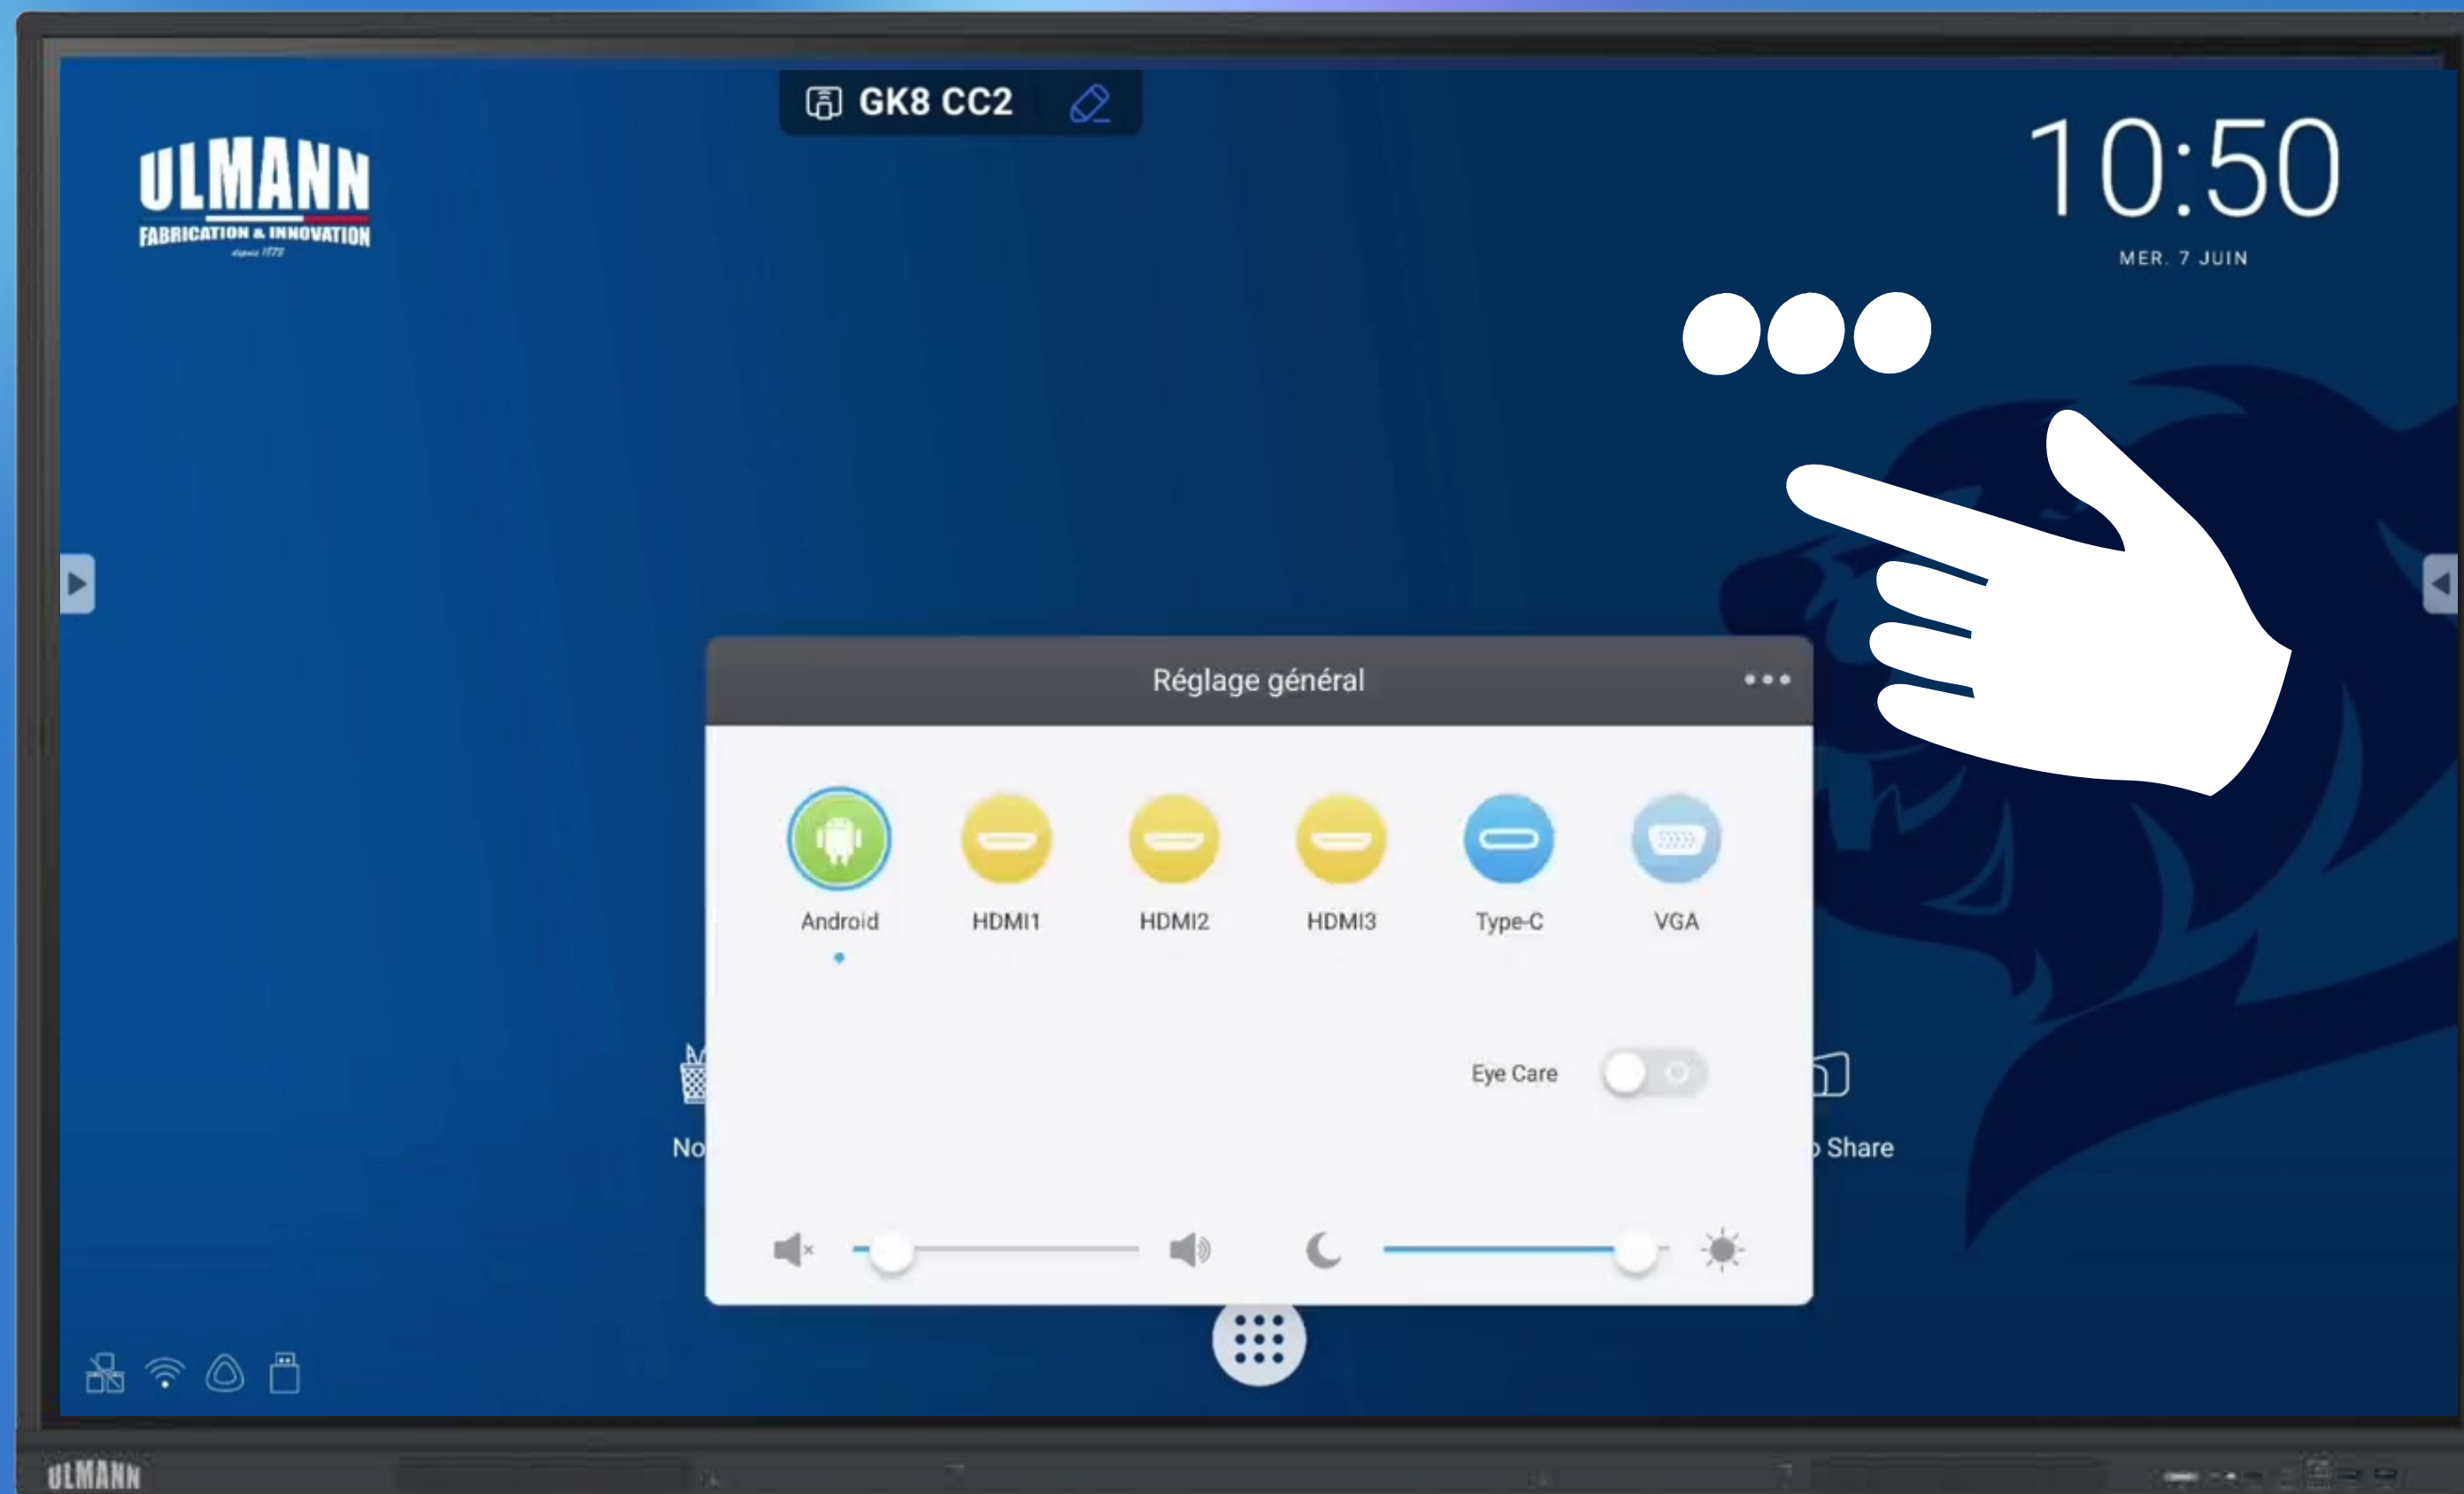 GK8 CC2
ULMANN
FABRICATION & INNOVATION
10:50
MER. 7 JUIN
Réglage général
Android
HDMI1
HDMI2
HDMI3
Type-C
VGA
Eye Care
No
Share
ULMANN